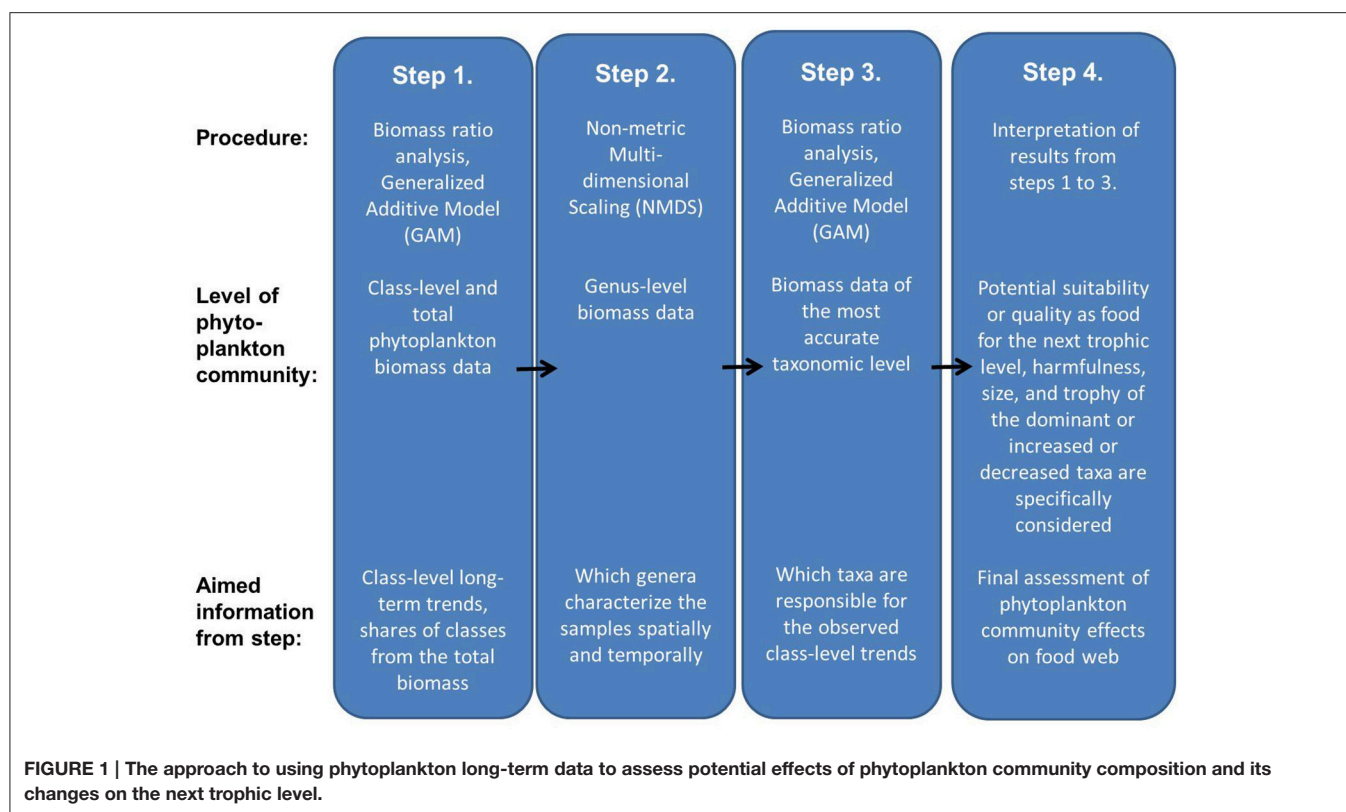 Step 1.
Step 2.
Step 3.
Step 4.
Procedure:
Biomass ratio
analysis,
Generalized
Additive Model
(GAM)
Non-metric
Multi-
dimensional
Scaling (NMDS)
Biomass ratio
analysis,
Generalized
Additive Model
(GAM)
Interpretation of
results from
steps 1 to 3.
Level of
phyto-
plankton
community:
Class-level and
total
phytoplankton
biomass data
Genus-level
biomass data
Biomass data of
the most
accurate
taxonomic level
Potential suitability
or quality as food
for the next trophic
level, harmfulness,
size, and trophy of
the dominant or
increased or
decreased taxa are
specifically
considered
Aimed
information
from step:
Class-level long-
term trends,
shares of classes
from the total
biomass
Which genera
characterize the
samples spatially
and temporally
Which taxa are
responsible for
the observed
class-level trends
Final assessment of
phytoplankton
community effects
on food web
FIGURE 1 | The approach to using phytoplankton long-term data to assess potential effects of phytoplankton community composition and its
changes on the next trophic level.